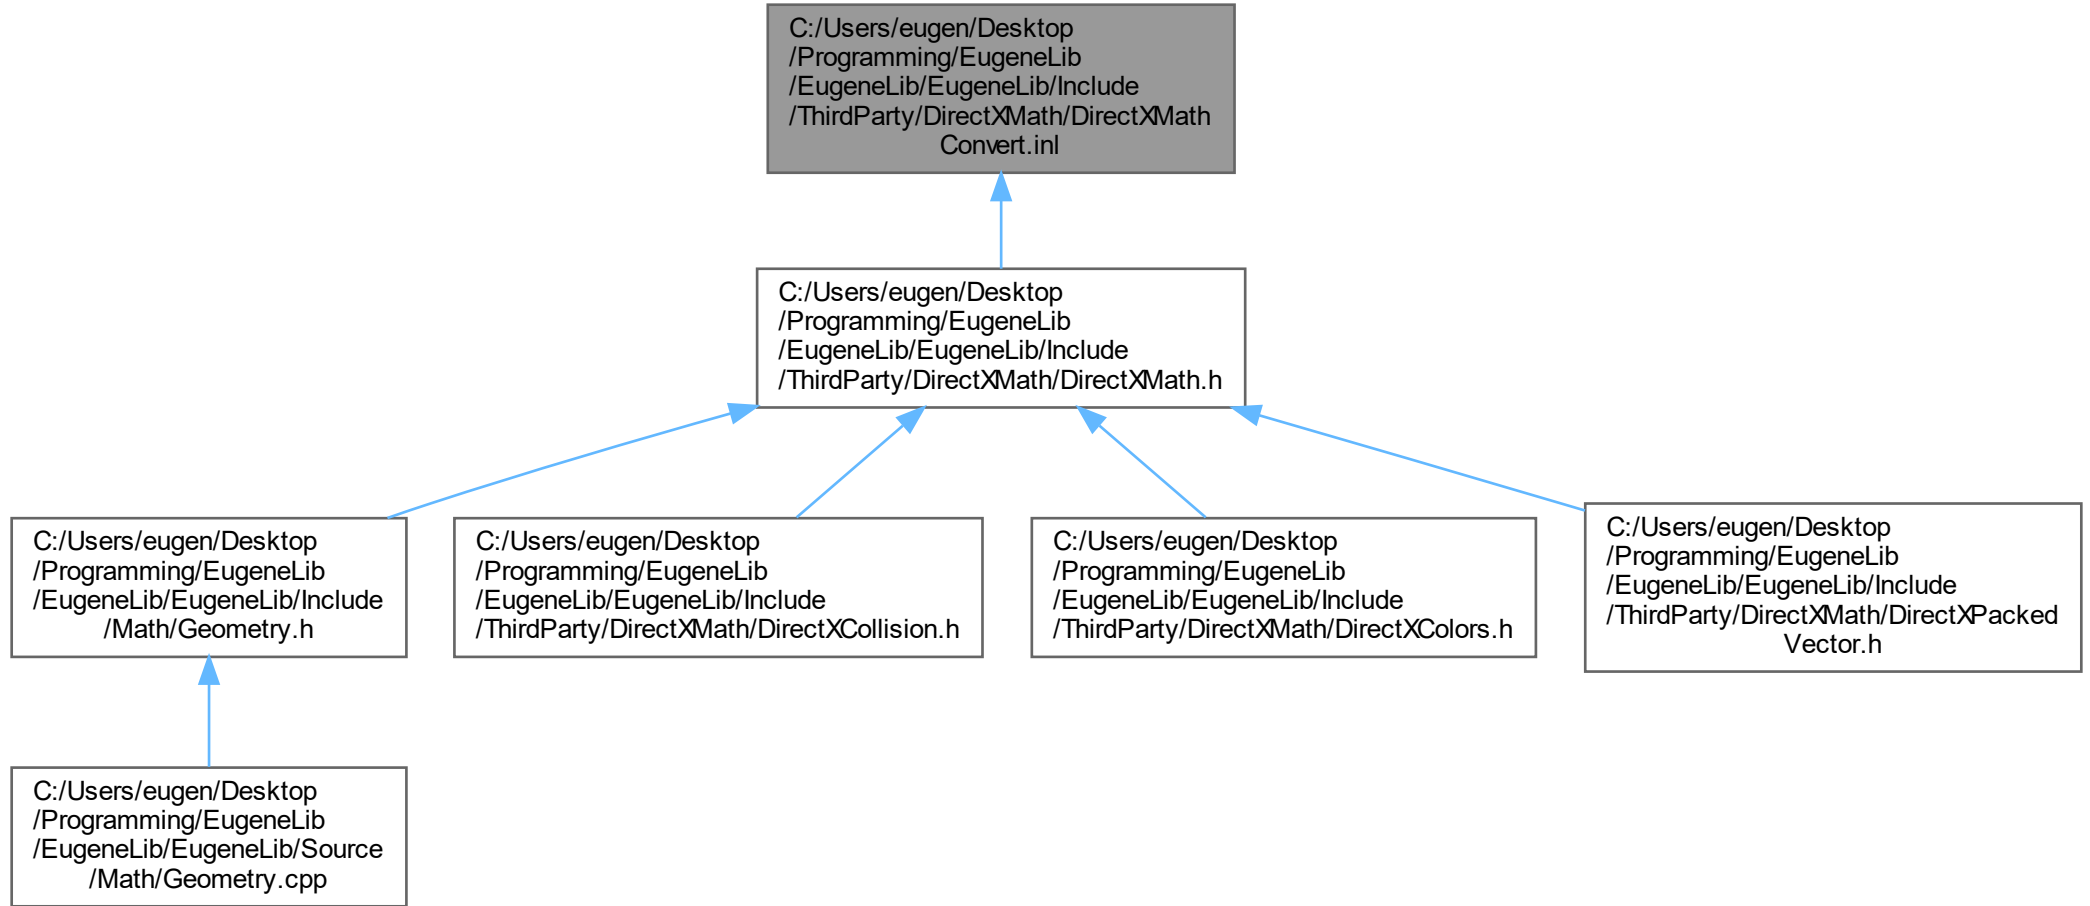 C:/Users/eugen/Desktop
/Programming/EugeneLib
/EugeneLib/EugeneLib/Include
/ThirdParty/DirectXMath/DirectXMath
Convert.inl
C:/Users/eugen/Desktop
/Programming/EugeneLib
/EugeneLib/EugeneLib/Include
/ThirdParty/DirectXMath/DirectXMath.h
C:/Users/eugen/Desktop
/Programming/EugeneLib
/EugeneLib/EugeneLib/Include
/Math/Geometry.h
C:/Users/eugen/Desktop
/Programming/EugeneLib
/EugeneLib/EugeneLib/Include
/ThirdParty/DirectXMath/DirectXCollision.h
C:/Users/eugen/Desktop
/Programming/EugeneLib
/EugeneLib/EugeneLib/Include
/ThirdParty/DirectXMath/DirectXColors.h
C:/Users/eugen/Desktop
/Programming/EugeneLib
/EugeneLib/EugeneLib/Include
/ThirdParty/DirectXMath/DirectXPacked
Vector.h
C:/Users/eugen/Desktop
/Programming/EugeneLib
/EugeneLib/EugeneLib/Source
/Math/Geometry.cpp